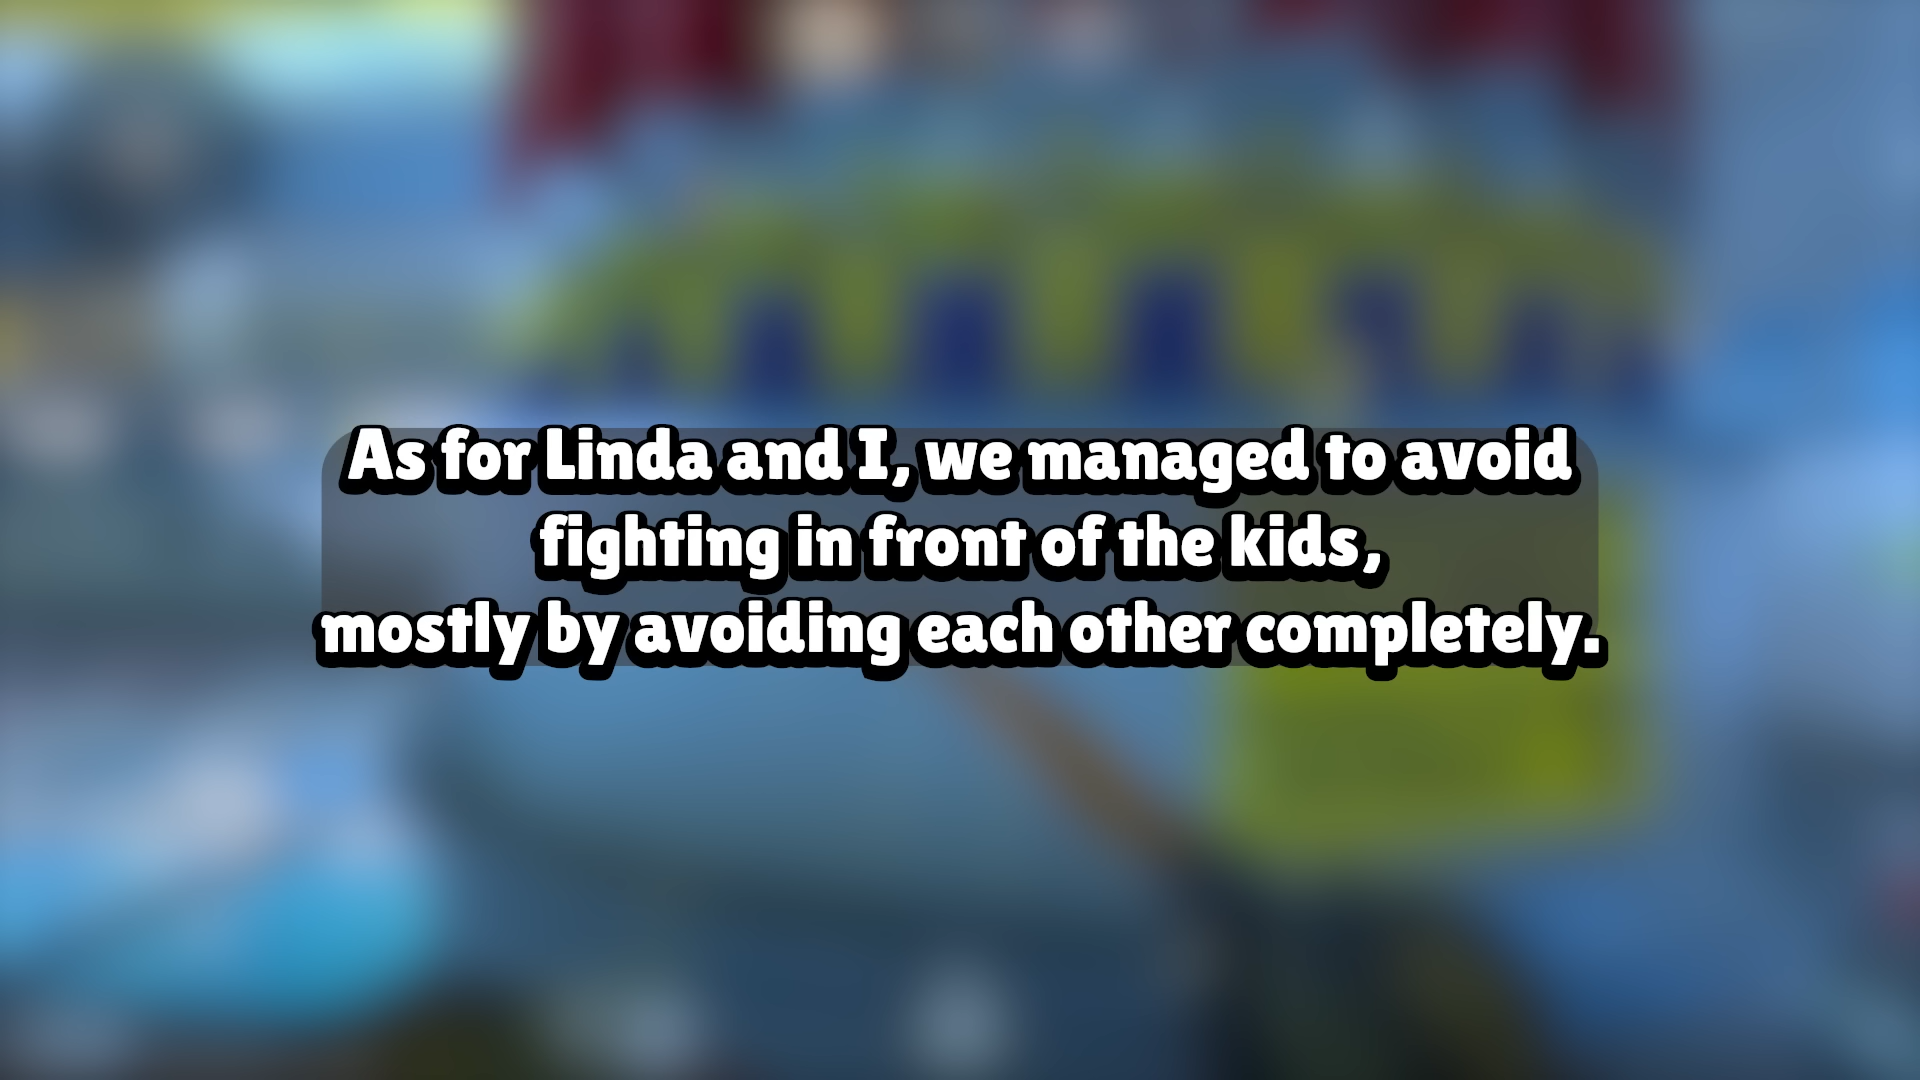 As for Linda and I, we managed to avoid
fighting in front of the kids,
mostly by avoiding each other completely.